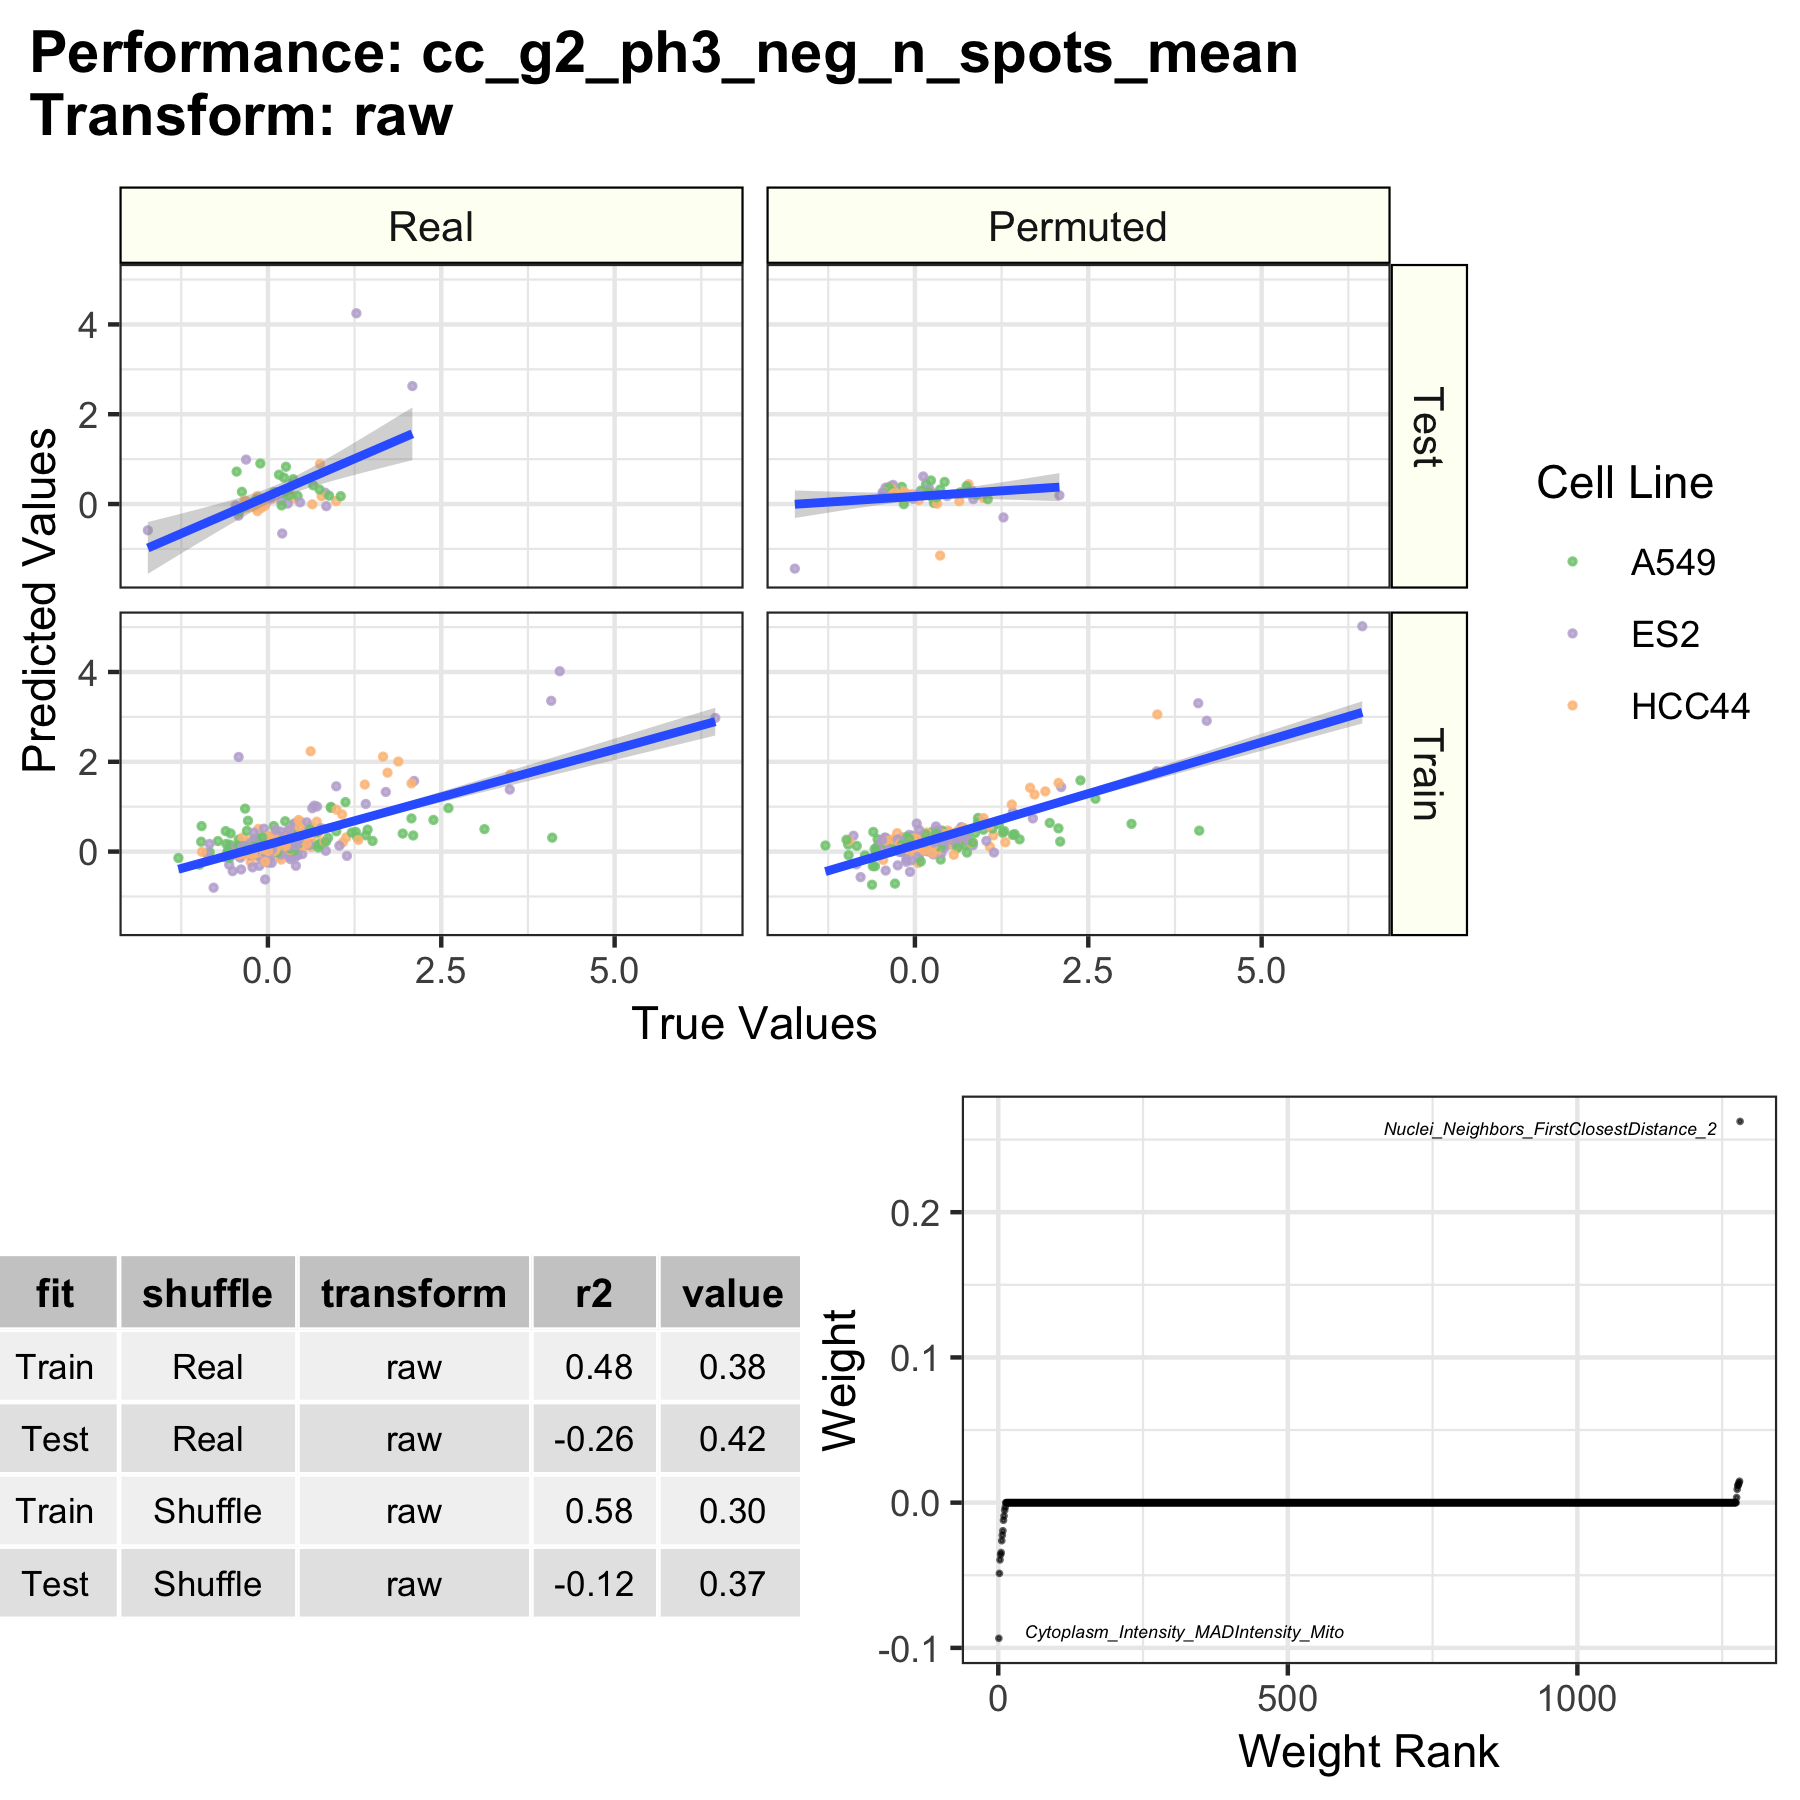 Performance: cc_g2_ph3_neg_n_spots_mean
Transform: raw
Real
Permuted
4
2
0
Test
4
2
0
Train
Predicted Values
0.0
2.5
5.0
0.0
2.5
5.0
True Values
Cell Line
A549
ES2
HCC44
fit shuffle transform r2 value
Train Real raw 0.48 0.38
Test Real raw -0.26 0.42
Train Shuffle raw 0.58 0.30
Test Shuffle raw -0.12 0.37
Nuclei_Neighbors_FirstClosestDistance_2
0.2
0.1
0.0
-0.1
Weight
Cytoplasm_Intensity_MADIntensity_Mito
0
500
1000
Weight Rank